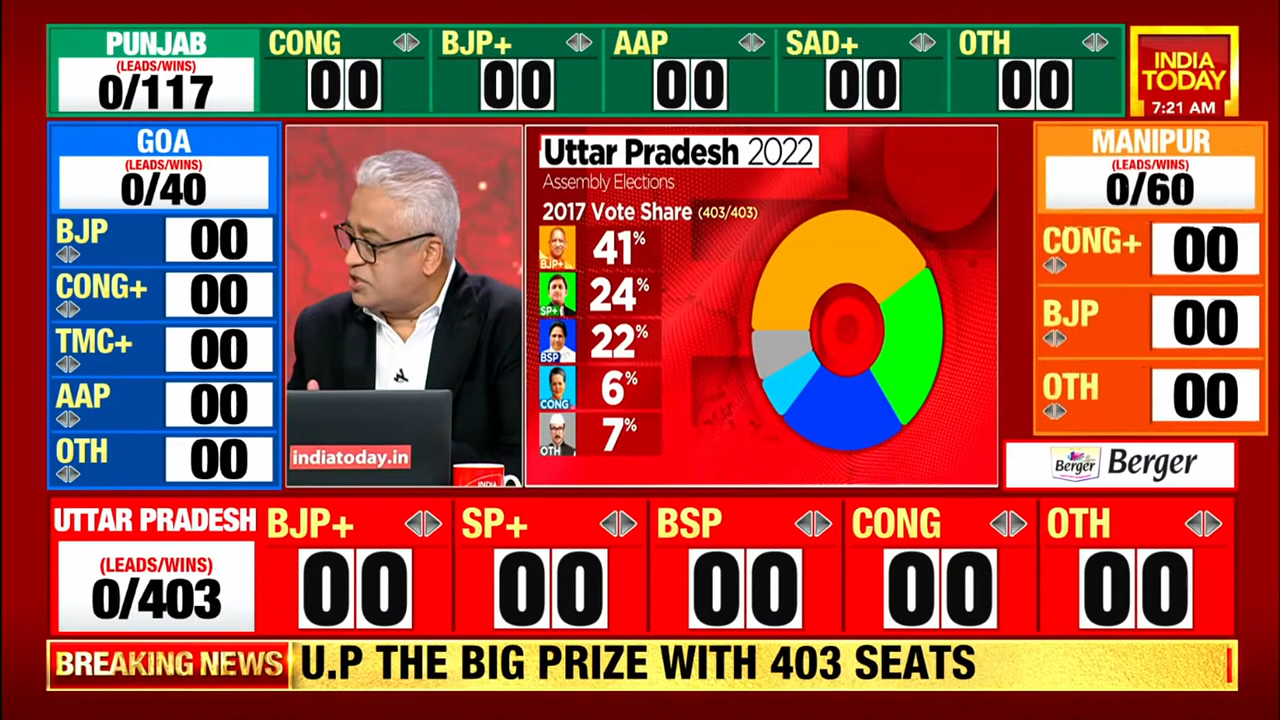 PUNJAB
(LEADS/WINS)
0/117
CONG
00
BJP+
00
AAP
00
SAD+
00
OTH
00
INDIA
TODAY
7:21 AM
GOA
(LEADS/WINS)
0/40
BJP
00
CONG+
00
TMC+
00
AAP
00
OTH
00
indiatoday.in
INDIA
Uttar Pradesh 2022
Assembly Elections
2017 Vote Share (403/403)
BJP+ 41%
SP+ 24%
BSP 22%
CONG 6%
OTH 7%
MANIPUR
(LEADS/WINS)
0/60
CONG+
00
BJP
00
OTH
00
Berger Berger
UTTAR PRADESH
(LEADS/WINS)
0/403
BJP+
00
SP+
00
BSP
00
CONG
00
OTH
00
BREAKING NEWS U.P THE BIG PRIZE WITH 403 SEATS